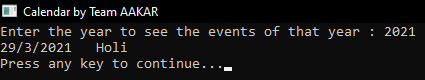 Calendar by Team AAKAR
Enter the year to see the events of that year : 2021
29/3/2021   Holi
Press any key to continue...